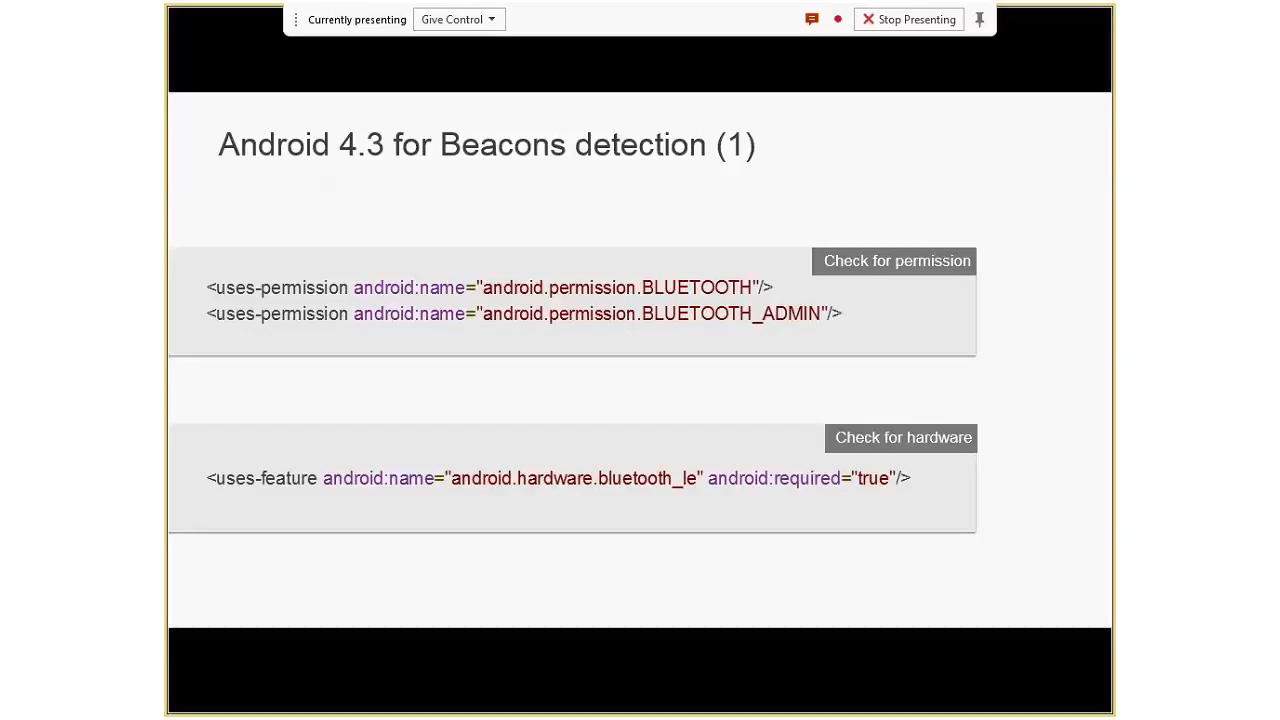 Currently presenting
Give Control
Stop Presenting
Android 4.3 for Beacons detection (1)
Check for permission
<uses-permission android:name="android.permission.BLUETOOTH"/>
<uses-permission android:name="android.permission.BLUETOOTH_ADMIN"/>
Check for hardware
<uses-feature android:name="android.hardware.bluetooth_le" android:required="true"/>